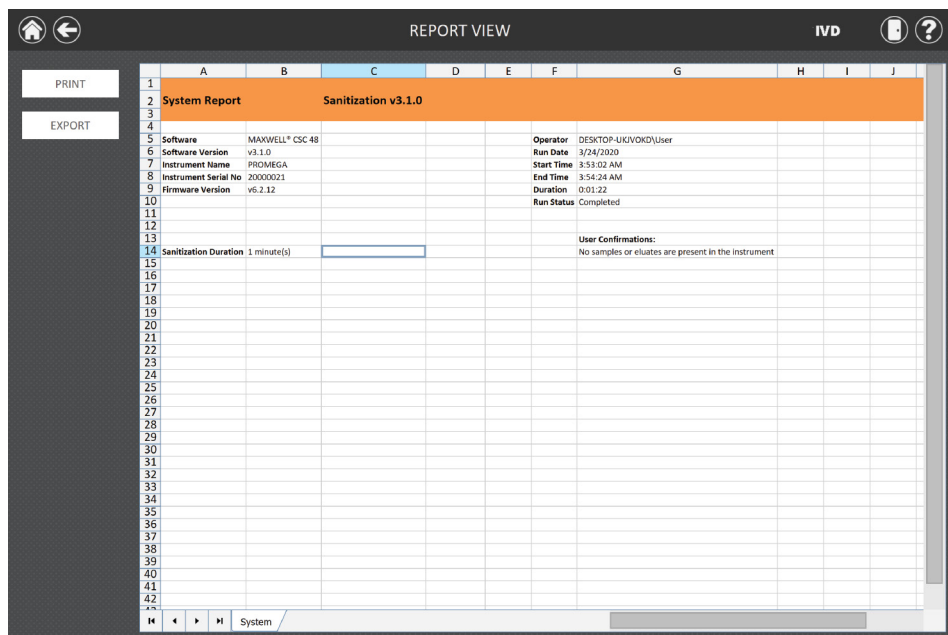 REPORT VIEW
IVD
?
PRINT
EXPORT
A B C D E F G H I J
1
2 System Report Sanitization v3.1.0
3
4
5 Software MAXWELL® CSC 48 Operator DESKTOP-UKJVOKD\User
6 Software Version v3.1.0 Run Date 3/24/2020
7 Instrument Name PROMEGA Start Time 3:53:02 AM
8 Instrument Serial No 20000021 End Time 3:54:24 AM
9 Firmware Version v6.2.12 Duration 0:01:22
10 Run Status Completed
11
12
13 User Confirmations:
14 Sanitization Duration 1 minute(s) No samples or eluates are present in the instrument
15
16
17
18
19
20
21
22
23
24
25
26
27
28
29
30
31
32
33
34
35
36
37
38
39
40
41
42
System